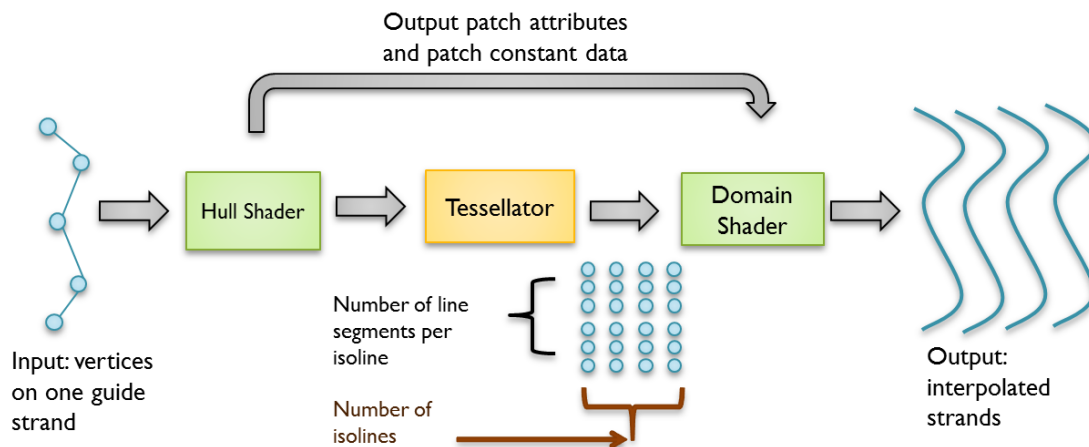 Output patch attributes
and patch constant data
Hull Shader
Tessellator
Domain
Shader
Number of line
segments per
isoline
Input: vertices
on one guide
strand
Number of
isolines
Output:
interpolated
strands